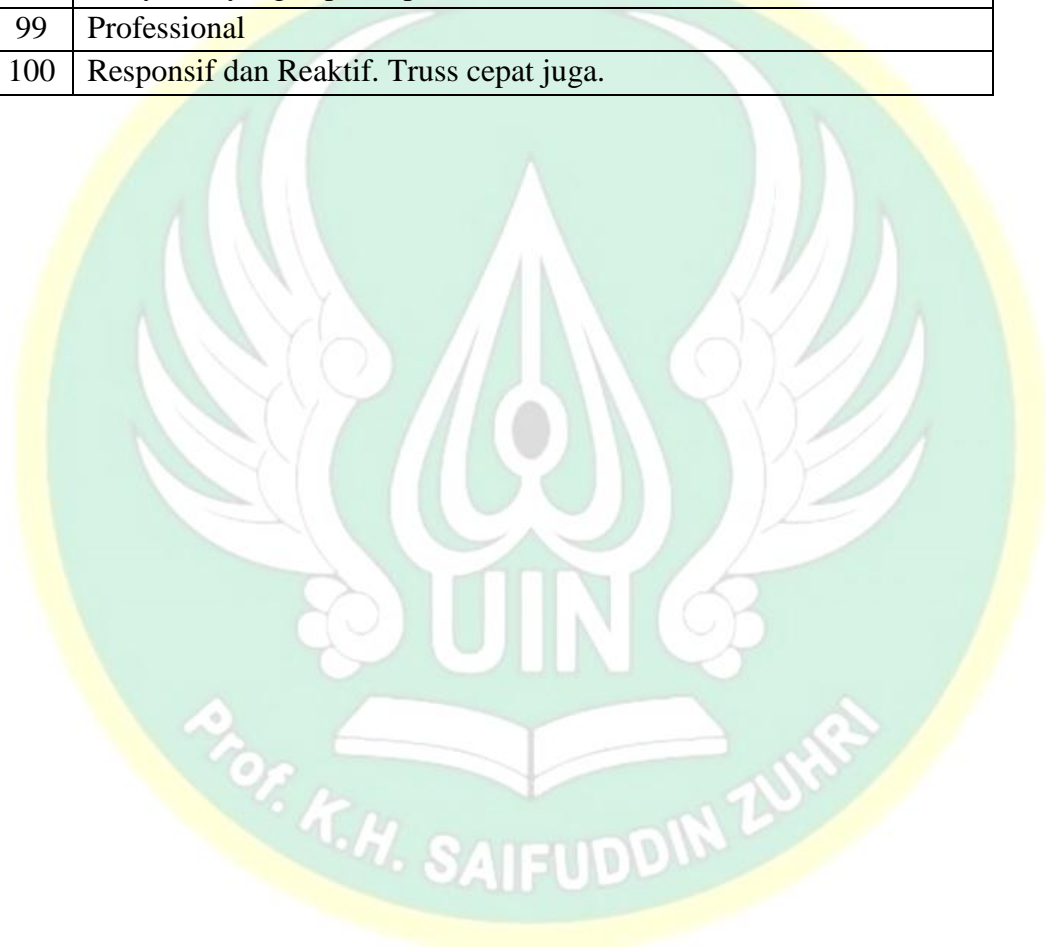 99 Professional
100 Responsif dan Reaktif. Truss cepat juga.
UIN
Prof. K.H. SAIFUDDIN ZUHRI